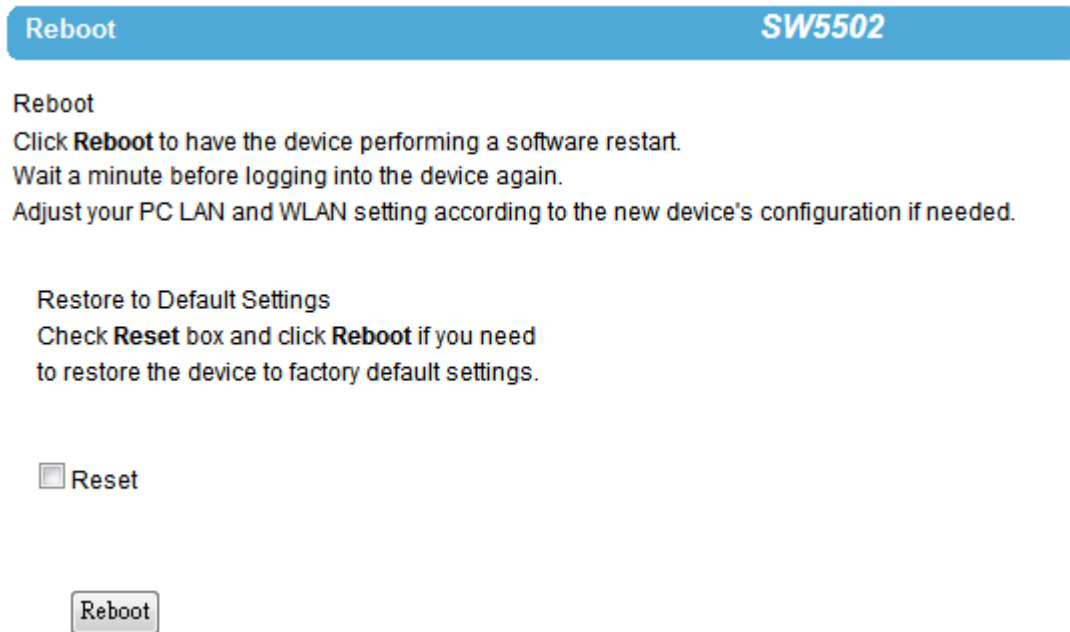 Reboot SW5502
Reboot
Click Reboot to have the device performing a software restart.
Wait a minute before logging into the device again.
Adjust your PC LAN and WLAN setting according to the new device's configuration if needed.
Restore to Default Settings
Check Reset box and click Reboot if you need
to restore the device to factory default settings.
Reset
Reboot